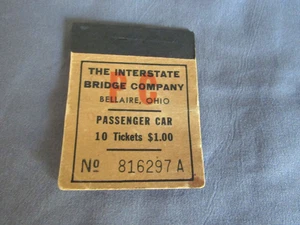 THE INTERSTATE
BRIDGE COMPANY
P C
BELLAIRE, OHIO
PASSENGER CAR
10 Tickets $1.00
No 816297 A